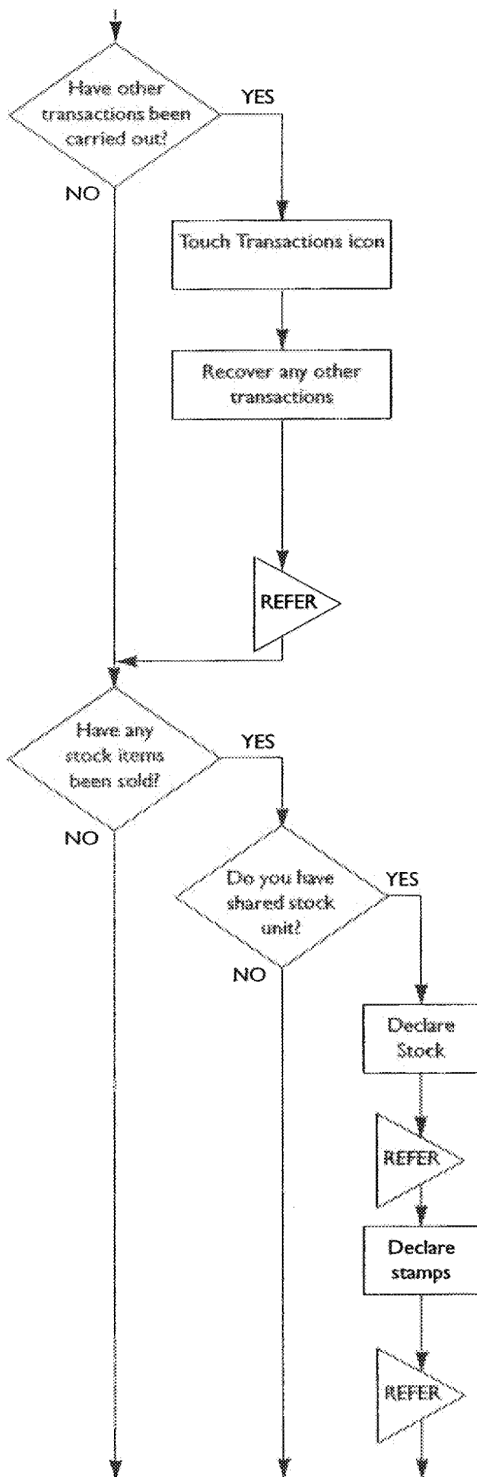 Have other
transactions been
carried out?
YES
NO
Touch Transactions icon
Recover any other
transactions
REFER
Have any
stock items
been sold?
YES
NO
Do you have
shared stock
unit?
YES
NO
Declare
Stock
REFER
Declare
stamps
REFER